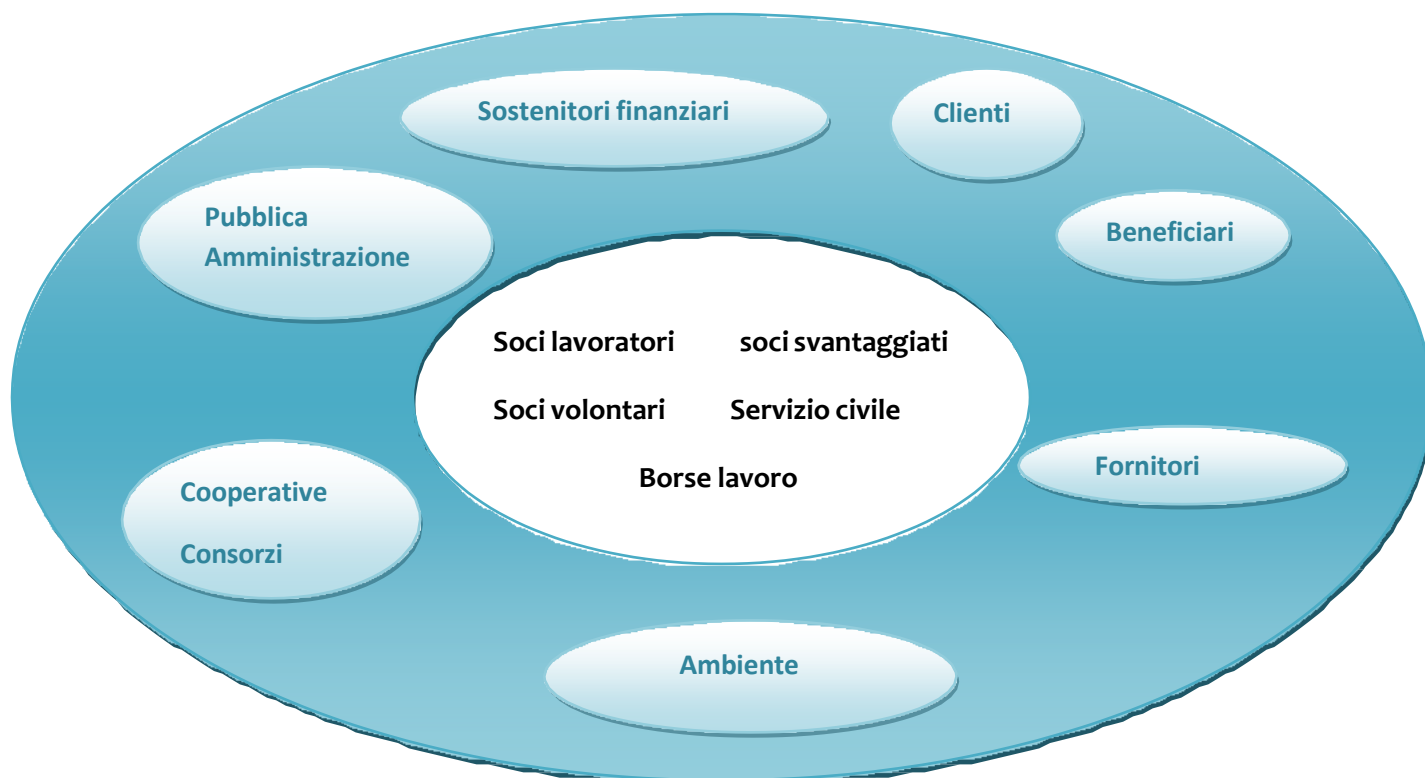 Sostenitori finanziari
Clienti
Pubblica
Amministrazione
Beneficiari
Soci lavoratori soci svantaggiati
Soci volontari Servizio civile
Borse lavoro
Fornitori
Cooperative
Consorzi
Ambiente